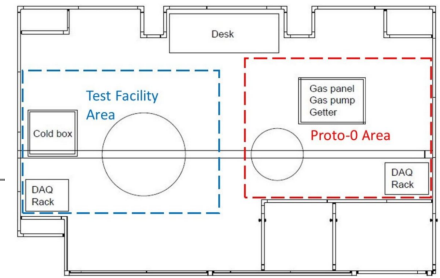 Desk
Test Facility
Area
Gas panel
Gas pump
Getter
Cold box
Proto-0 Area
DAQ
Rack
DAQ
Rack